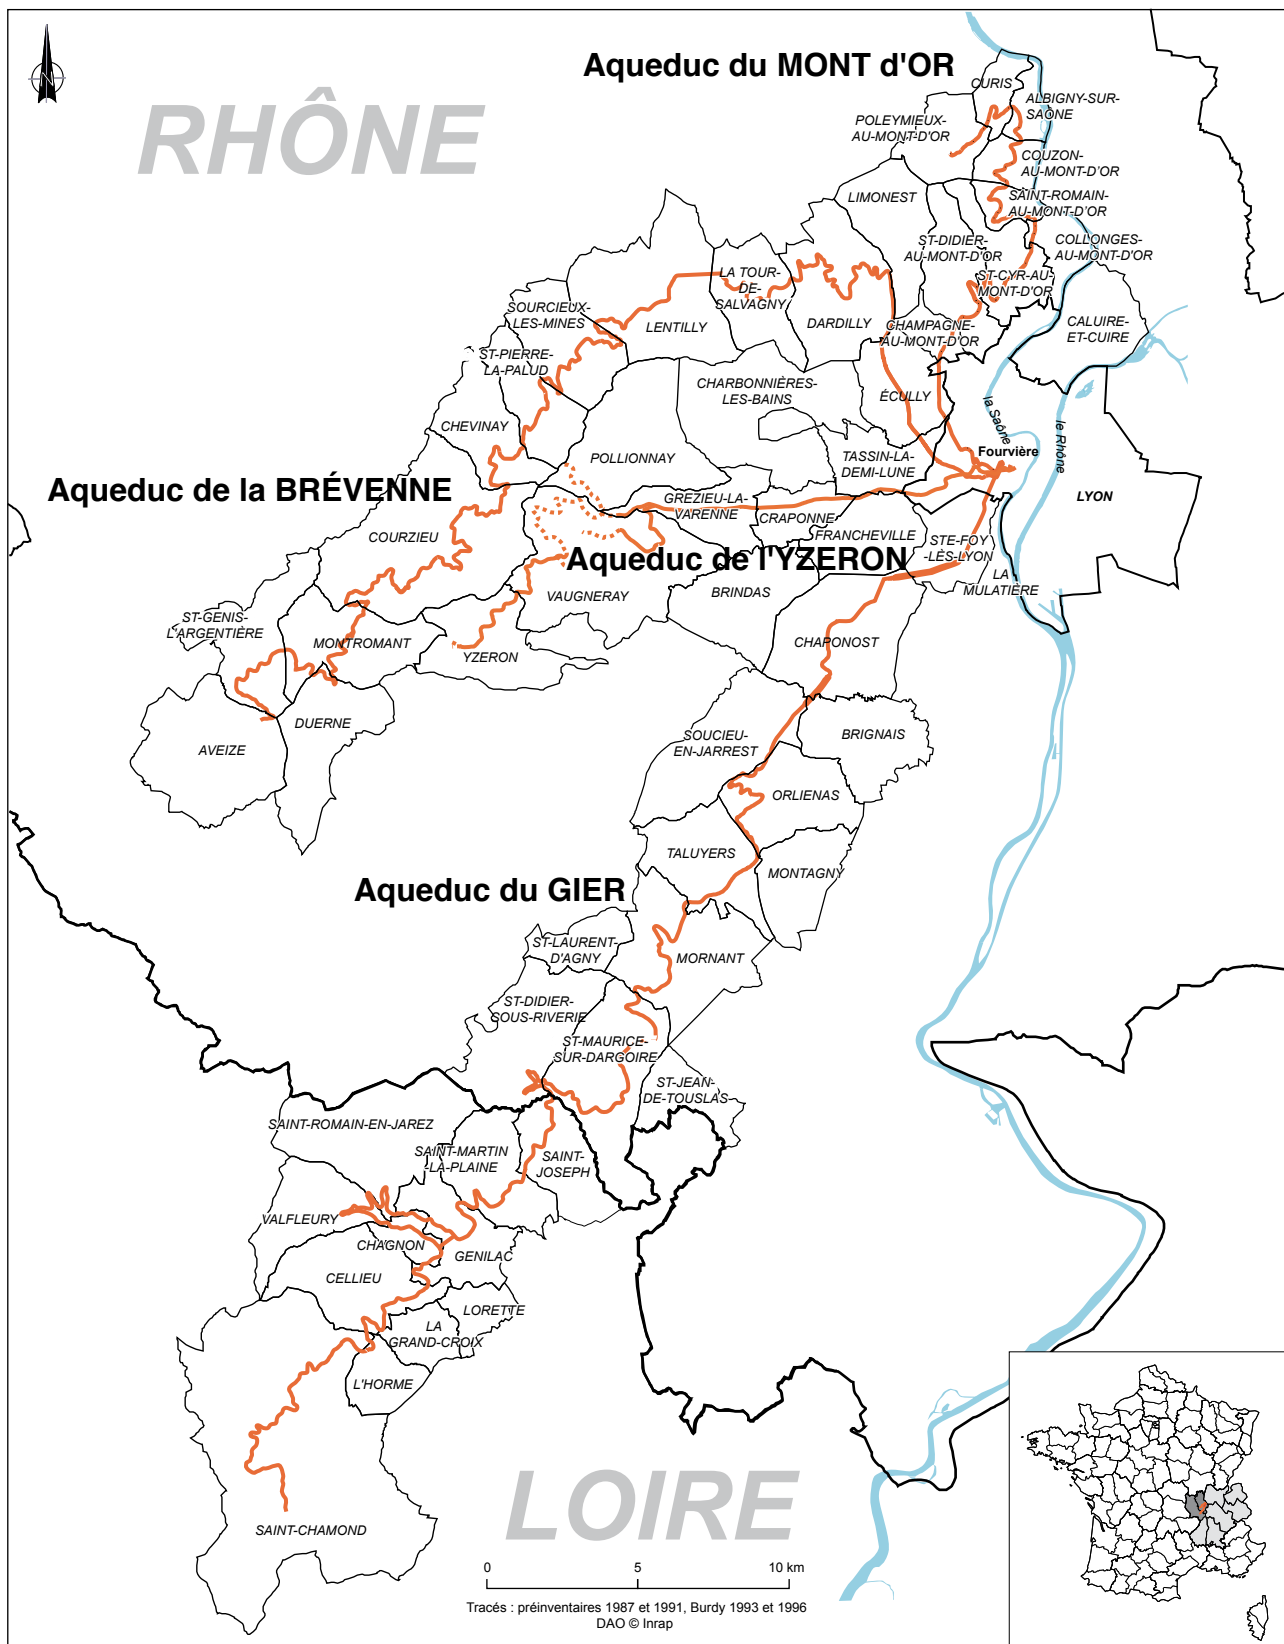 Aqueduc du MONT d'OR
N
RHÔNE
CURIS
ALBIGNY-SUR-
SAÔNE
POLEYMIEUX-
AU-MONT-D'OR
COUZON-
AU-MONT-D'OR
LIMONEST
SAINT-ROMAIN-
AU-MONT-D'OR
ST-DIDIER-
AU-MONT-D'OR
COLLONGES-
AU-MONT-D'OR
ST-CYR-AU-
MONT-D'OR
LA TOUR-
DE-
SALVAGNY
SOURCIEUX-
LES-MINES
LENTILLY
DARDILLY
CHAMPAGNE-
AU-MONT-D'OR
CALUIRE-
ET-CUIRE
ST-PIERRE-
LA-PALUD
CHARBONNIÈRES-
LES-BAINS
ÉCULLY
CHEVINAY
la Saône
le Rhône
POLLIONNAY
TASSIN-LA-
DEMI-LUNE
Fourvière
Aqueduc de la BRÉVENNE
GREZIEU-LA-
VARENNE
LYON
CRAPONNE
COURZIEU
FRANCHEVILLE
STE-FOY
-LÈS-LYON
Aqueduc de l'YZERON
LA
MULATIÈRE
VAUGNERAY
BRINDAS
ST-GENIS-
L'ARGENTIÈRE
MONTROMANT
YZERON
CHAPONOST
DUERNE
AVEIZE
SOUCIEU-
EN-JARREST
BRIGNAIS
ORLIENAS
TALUYERS
MONTAGNY
Aqueduc du GIER
ST-LAURENT-
D'AGNY
MORNANT
ST-DIDIER-
COUS-RIVERIE
ST-MAURICE-
SUR-DARGOIRE
ST-JEAN-
DE-TOUSLAS
SAINT-ROMAIN-EN-JAREZ
SAINT-MARTIN
-LA-PLAINE
SAINT-
JOSEPH
VALFLEURY
CHAGNON
GENILAC
CELLIEU
LORETTE
LA
GRAND-CROIX
L'HORME
LOIRE
SAINT-CHAMOND
0 5 10 km
Tracés : préinventaires 1987 et 1991, Burdy 1993 et 1996
DAO © Inrap